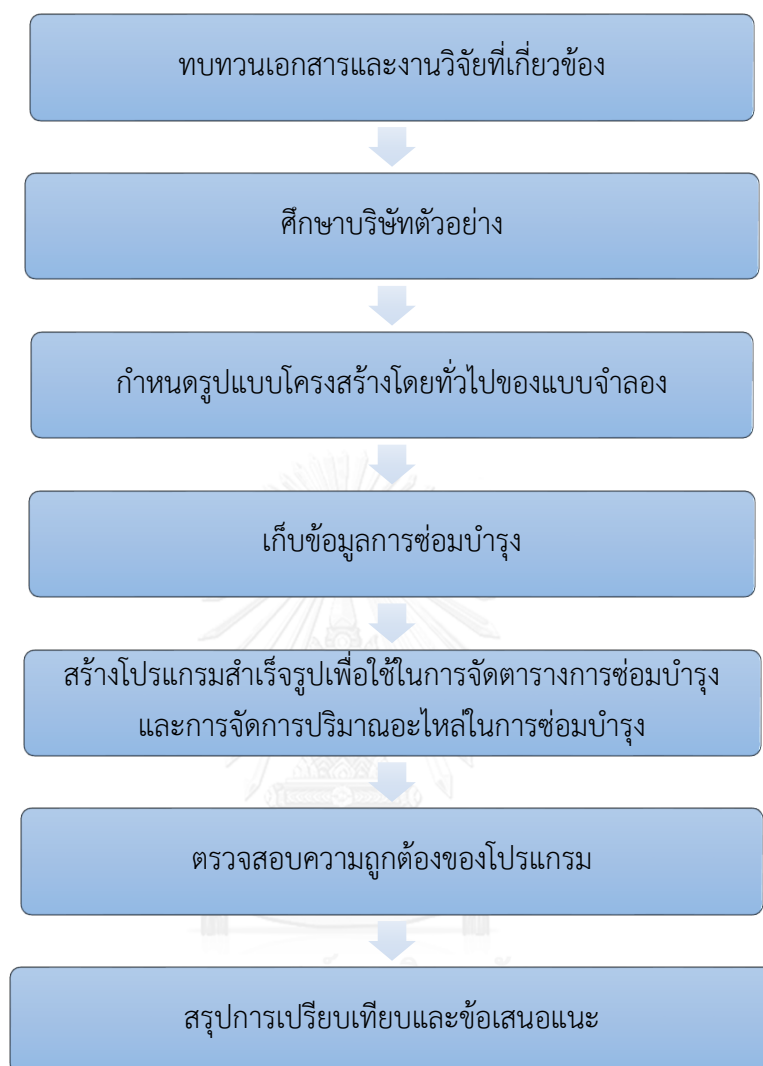 ทบทวนเอกสารและงานวิจัยที่เกี่ยวข้อง
ศึกษาบริษัทตัวอย่าง
กำหนดรูปแบบโครงสร้างโดยทั่วไปของแบบจำลอง
เก็บข้อมูลการซ่อมบำรุง
สร้างโปรแกรมสำเร็จรูปเพื่อใช้ในการจัดตารางการซ่อมบำรุง
และการจัดการปริมาณอะไหล่ในการซ่อมบำรุง
ตรวจสอบความถูกต้องของโปรแกรม
สรุปการเปรียบเทียบและข้อเสนอแนะ